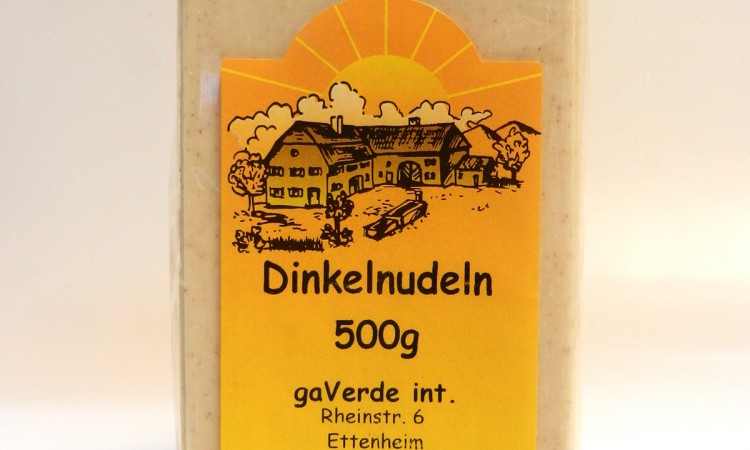 Dinkelnudeln
500g
gaVerde int.
Rheinstr. 6
Ettenheim